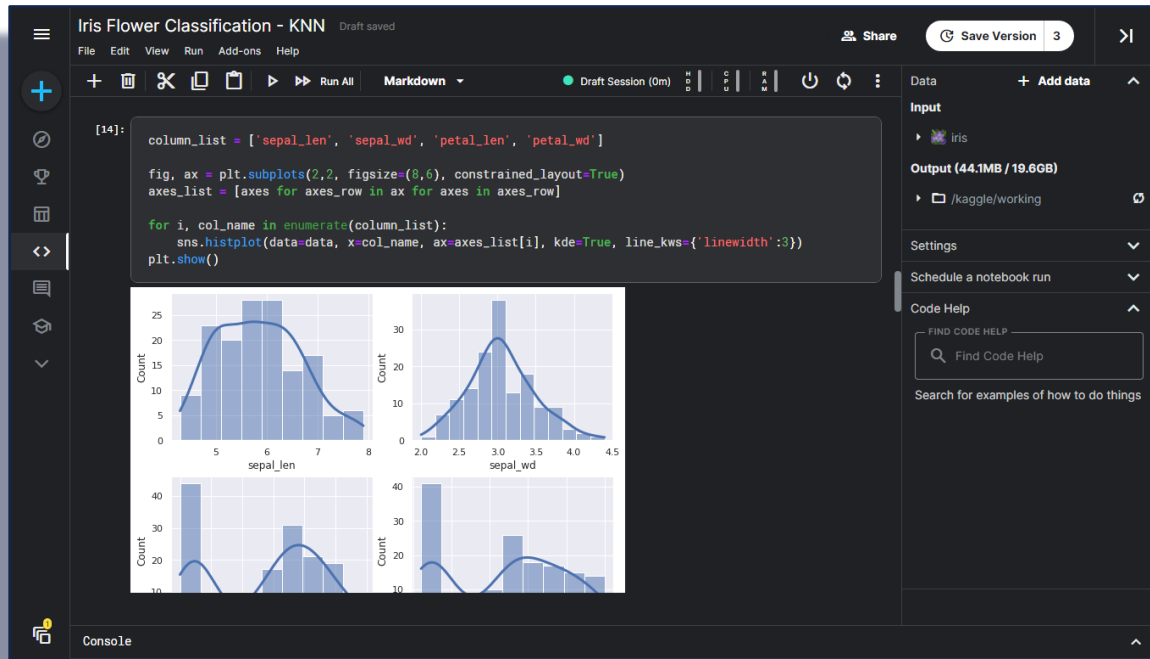 Iris Flower Classification - KNN Draft saved
File Edit View Run Add-ons Help
Share
Save Version 3
Run All Markdown
Draft Session (0m)
HDD
CPU
RAM
[14]:
column_list = ['sepal_len', 'sepal_wd', 'petal_len', 'petal_wd']
fig, ax = plt.subplots(2,2, figsize=(8,6), constrained_layout=True)
axes_list = [axes for axes_row in ax for axes in axes_row]
for i, col_name in enumerate(column_list):
    sns.histplot(data=data, x=col_name, ax=axes_list[i], kde=True, line_kws={'linewidth':3})
plt.show()
25
20
15
10
5
0
Count
5 6 7 8
sepal_len
30
20
10
0
Count
2.0 2.5 3.0 3.5 4.0 4.5
sepal_wd
40
30
20
10
Count
40
30
20
10
Count
Data
+ Add data
Input
iris
Output (44.1MB / 19.6GB)
/kaggle/working
Settings
Schedule a notebook run
Code Help
FIND CODE HELP
Find Code Help
Search for examples of how to do things
1
Console